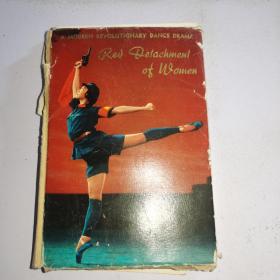 A MODERN REVOLUTIONARY DANCE DRAMA
Red Detachment
of Women